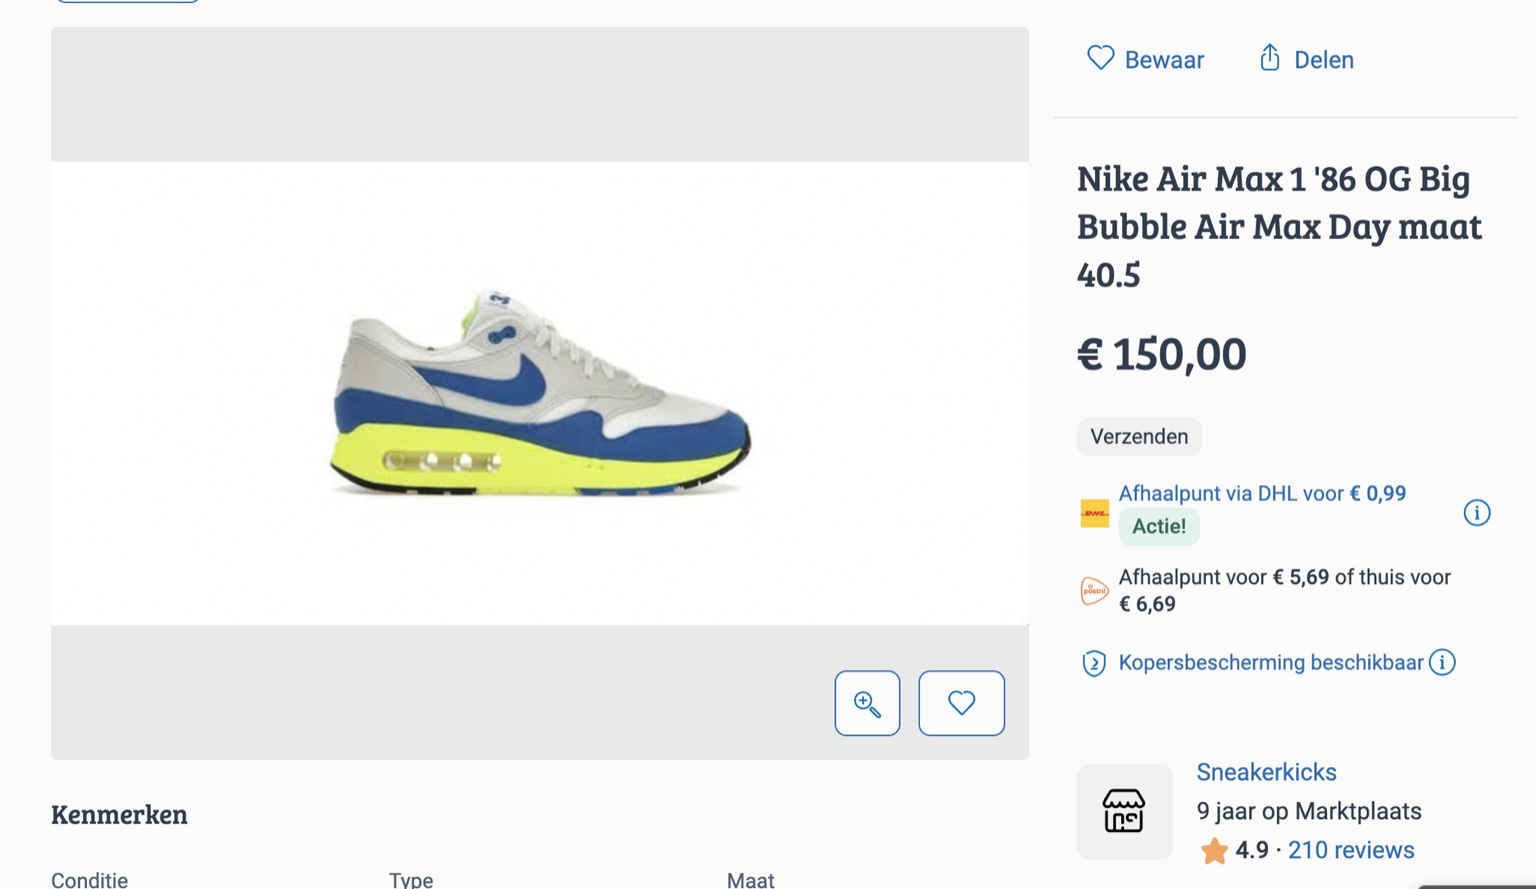 Bewaar
Delen
Nike Air Max 1 '86 OG Big
Bubble Air Max Day maat
40.5
€ 150,00
Verzenden
Afhaalpunt via DHL voor € 0,99
Actie!
DHL
Afhaalpunt voor € 5,69 of thuis voor
€ 6,69
postnl
Kopersbescherming beschikbaar
Sneakerkicks
9 jaar op Marktplaats
4.9 · 210 reviews
Kenmerken
Conditie
Type
Maat